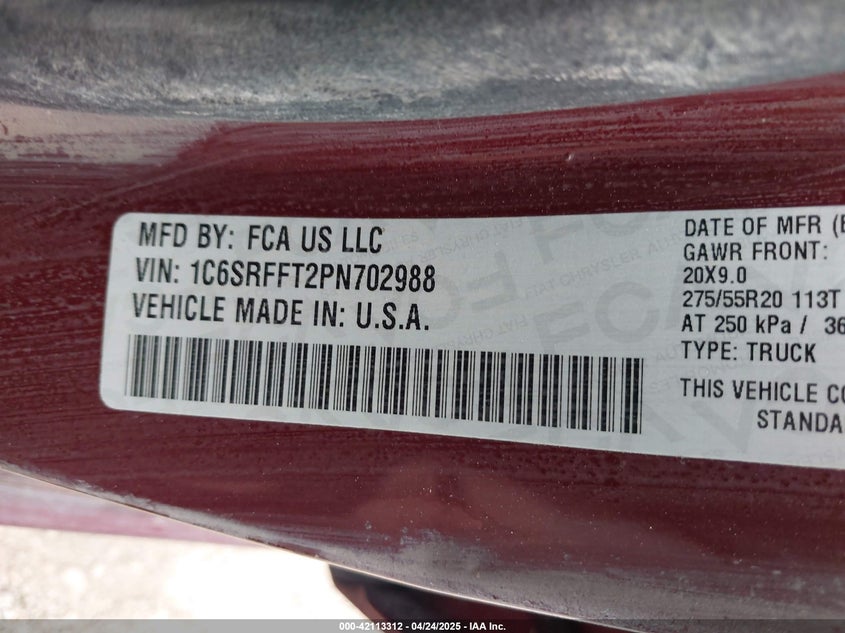 MFD BY: FCA US LLC
VIN: 1C6SRFFT2PN702988
VEHICLE MADE IN: U.S.A.
DATE OF MFR
GAWR FRONT:
20X9.0
275/55R20 113T
AT 250 kPa / 36
TYPE: TRUCK
THIS VEHICLE
STANDA
000-42113312 - 04/24/2025 - IAA Inc.